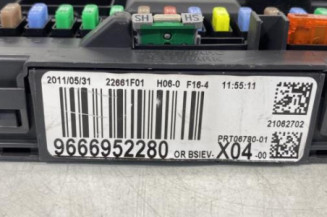 SH HS
2011/05/31 22661F01 H06-0 F16-4 11:55:11
21082702
PRT06780-01
9666952280 OR BSIEV- X04 -00